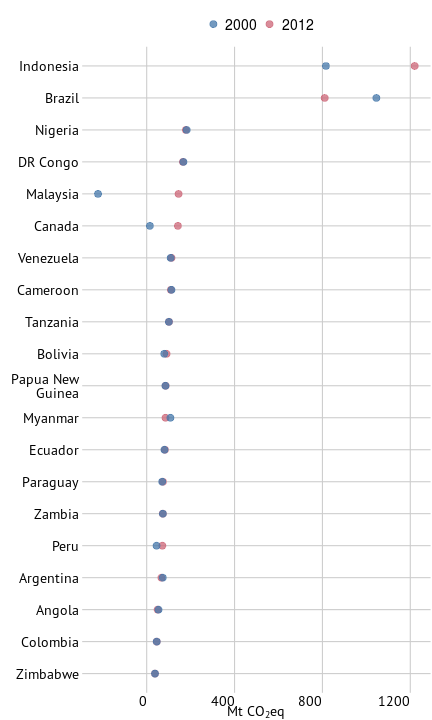 2000 2012
Indonesia
Brazil
Nigeria
DR Congo
Malaysia
Canada
Venezuela
Cameroon
Tanzania
Bolivia
Papua New
Guinea
Myanmar
Ecuador
Paraguay
Zambia
Peru
Argentina
Angola
Colombia
Zimbabwe
0 400 800 1200
Mt CO₂eq